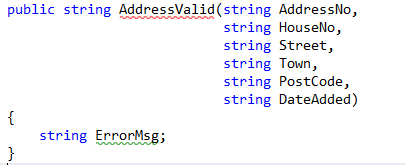 public string AddressValid(string AddressNo,
string HouseNo,
string Street,
string Town,
string PostCode,
string DateAdded)
{
string ErrorMsg;
}